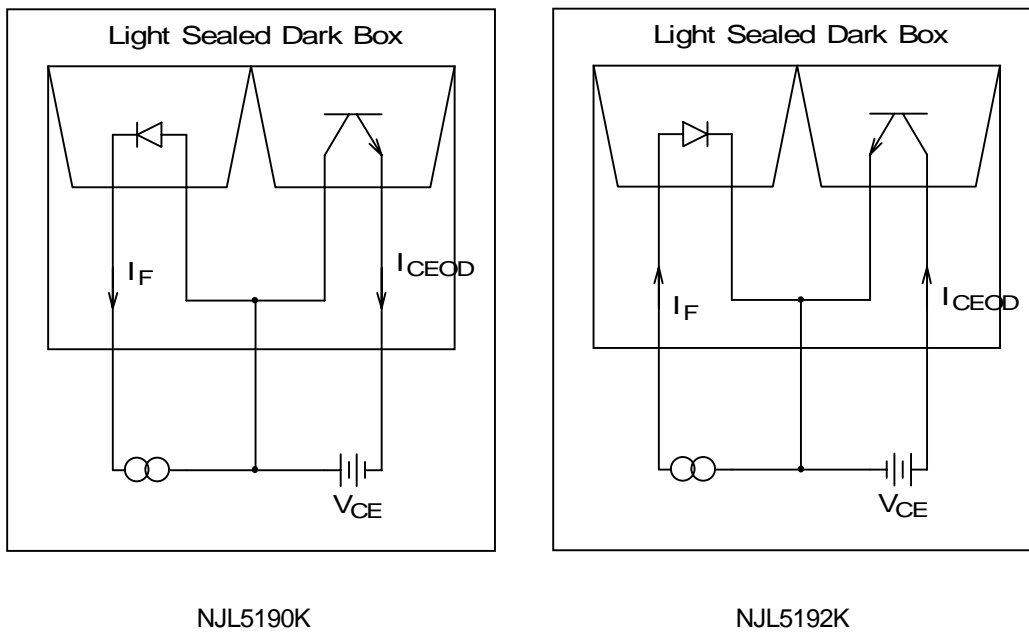 Light Sealed Dark Box
I_F
I_CEOD
V_CE
NJL5190K
Light Sealed Dark Box
I_F
I_CEOD
V_CE
NJL5192K